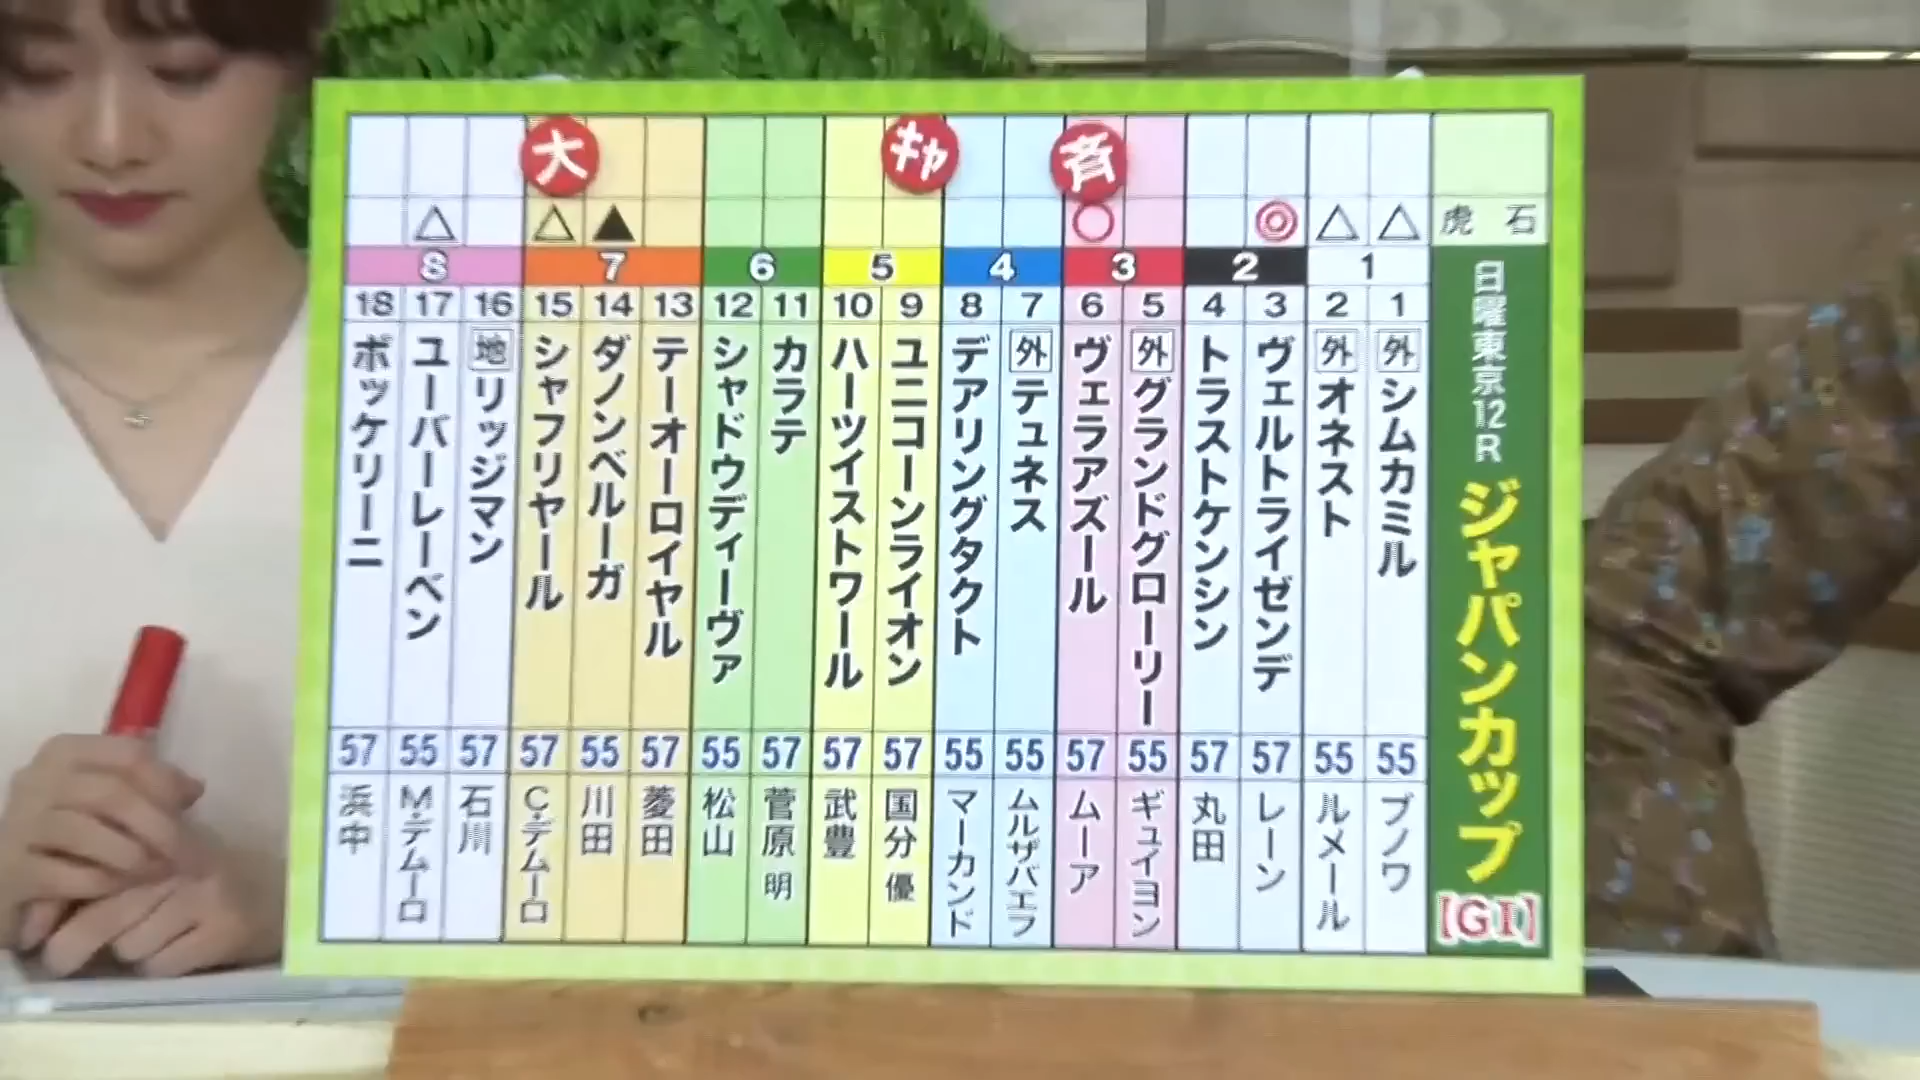 虎石
日曜東京12R
ジャパンカップ
【GI】
1
△ 1 外 シムカミル 55 ブノワ
△ 2 外 オネスト 55 ルメール
2
◎ 3 ヴェルトライゼンデ 57 レーン
4 トラストケンシン 57 丸田
3
5 外 グランドグローリー 55 ギュイヨン
斉 ○ 6 ヴェラアズール 57 ムーア
4
7 外 テュネス 55 ムルザバエフ
8 デアリングタクト 55 マーカンド
5
キャ 9 ユニコーンライオン 57 国分優
10 ハーツイストワール 57 武豊
6
11 カラテ 57 菅原明
12 シャドウディーヴァ 55 松山
7
13 テーオーロイヤル 57 菱田
▲ 14 ダノンベルーガ 55 川田
大 △ 15 シャフリヤール 57 C・デムーロ
8
16 地 リッジマン 57 石川
△ 17 ユーバーレーベン 55 M・デムーロ
18 ボッケリーニ 57 浜中